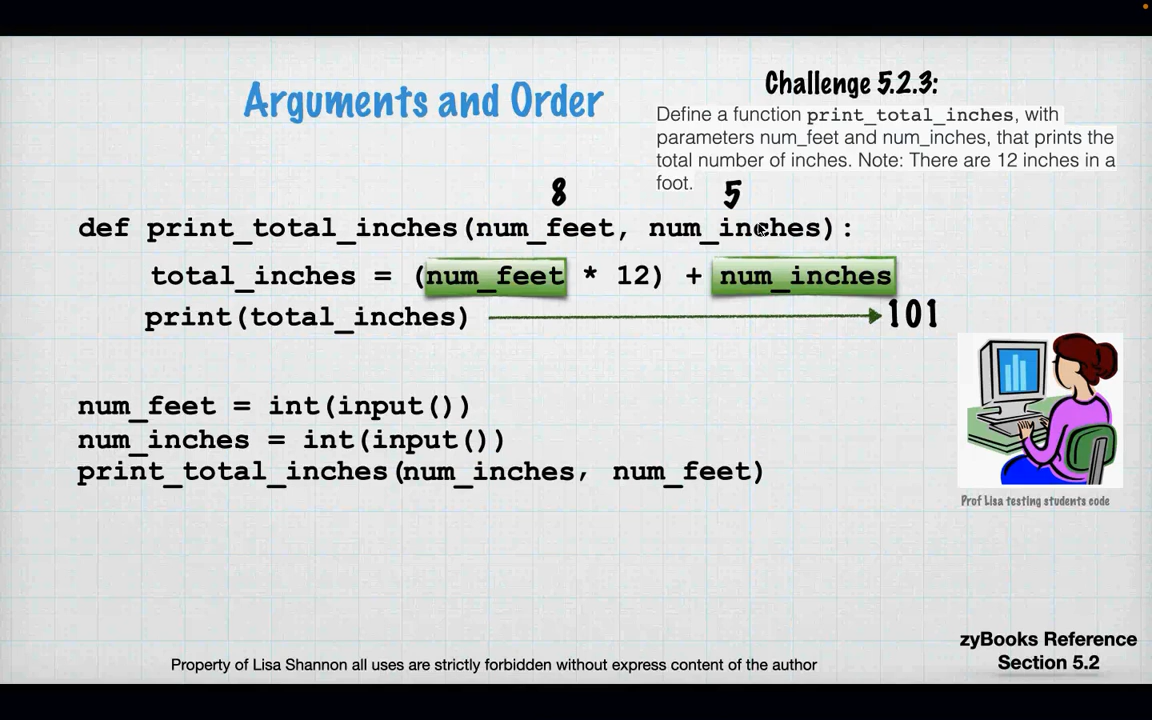 Arguments and Order
Challenge 5.2.3:
Define a function print_total_inches, with
parameters num_feet and num_inches, that prints the
total number of inches. Note: There are 12 inches in a
foot.
8 5
def print_total_inches(num_feet, num_inches):
total_inches = (num_feet * 12) + num_inches
print(total_inches) 101
num_feet = int(input())
num_inches = int(input())
print_total_inches(num_inches, num_feet)
Prof Lisa testing students code
zyBooks Reference
Section 5.2
Property of Lisa Shannon all uses are strictly forbidden without express content of the author